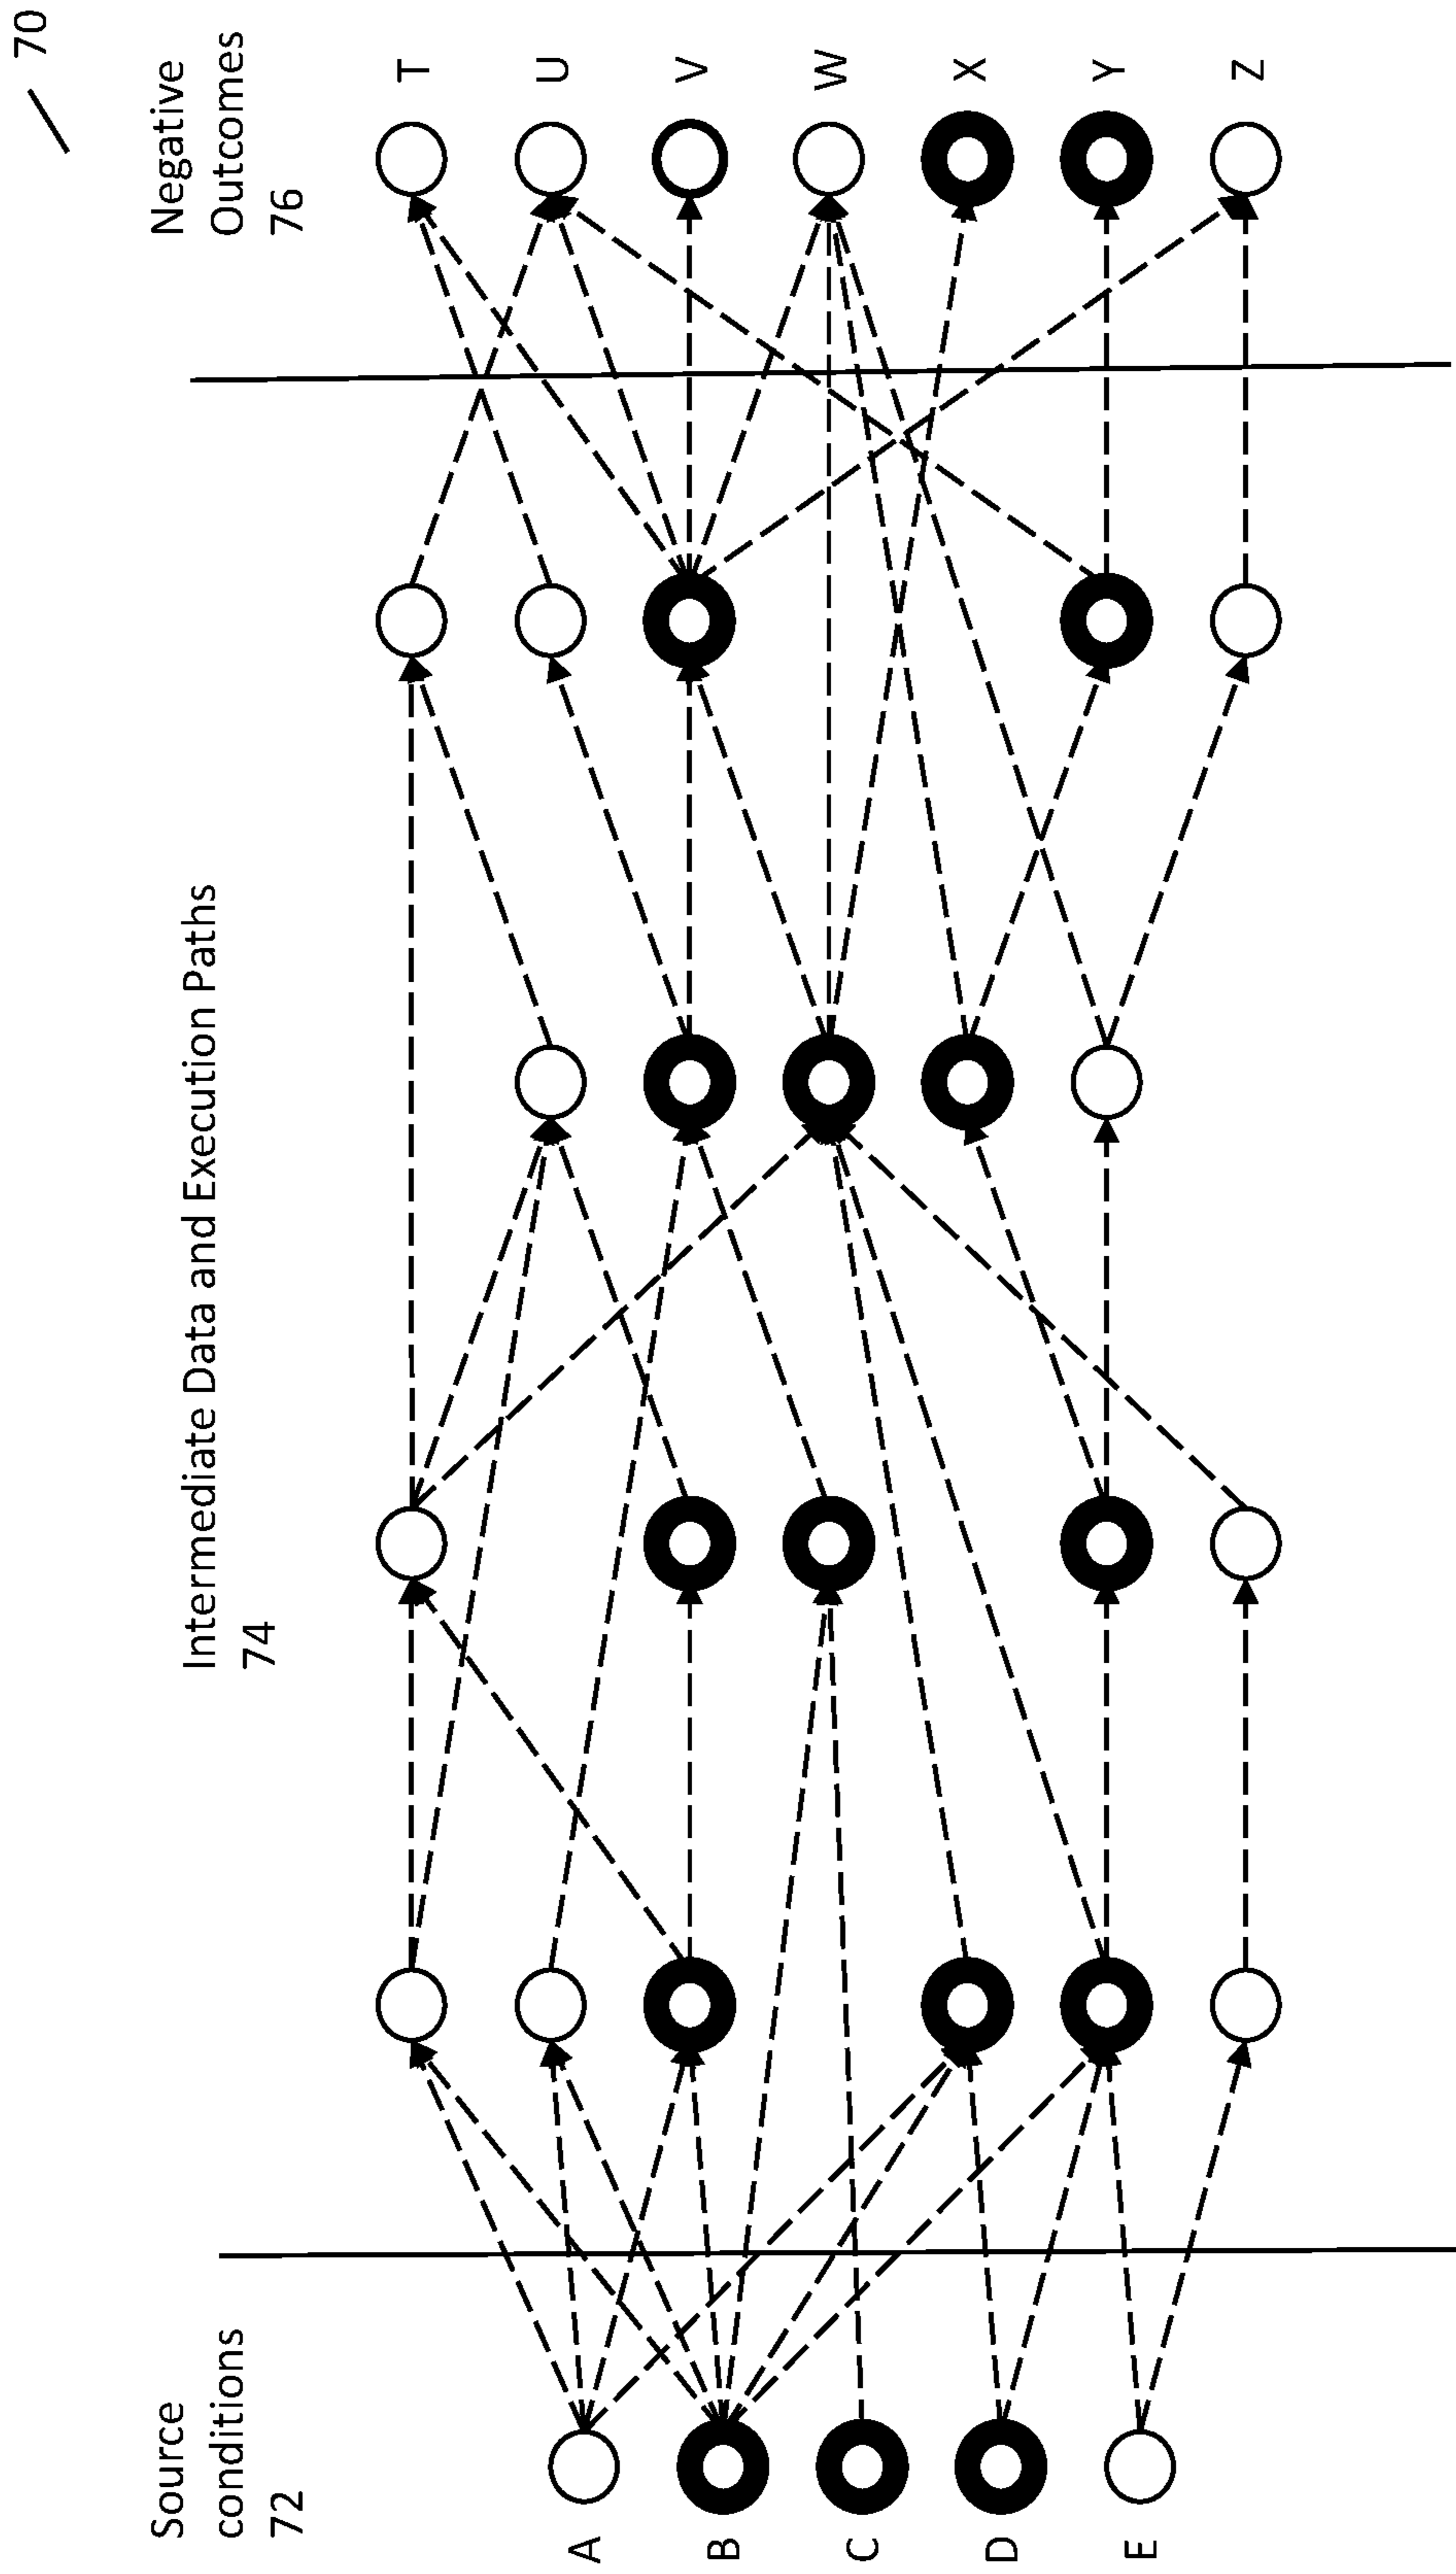 70
Source
conditions
72
Intermediate Data and Execution Paths
74
Negative
Outcomes
76
A
B
C
D
E
T
U
V
W
X
Y
Z